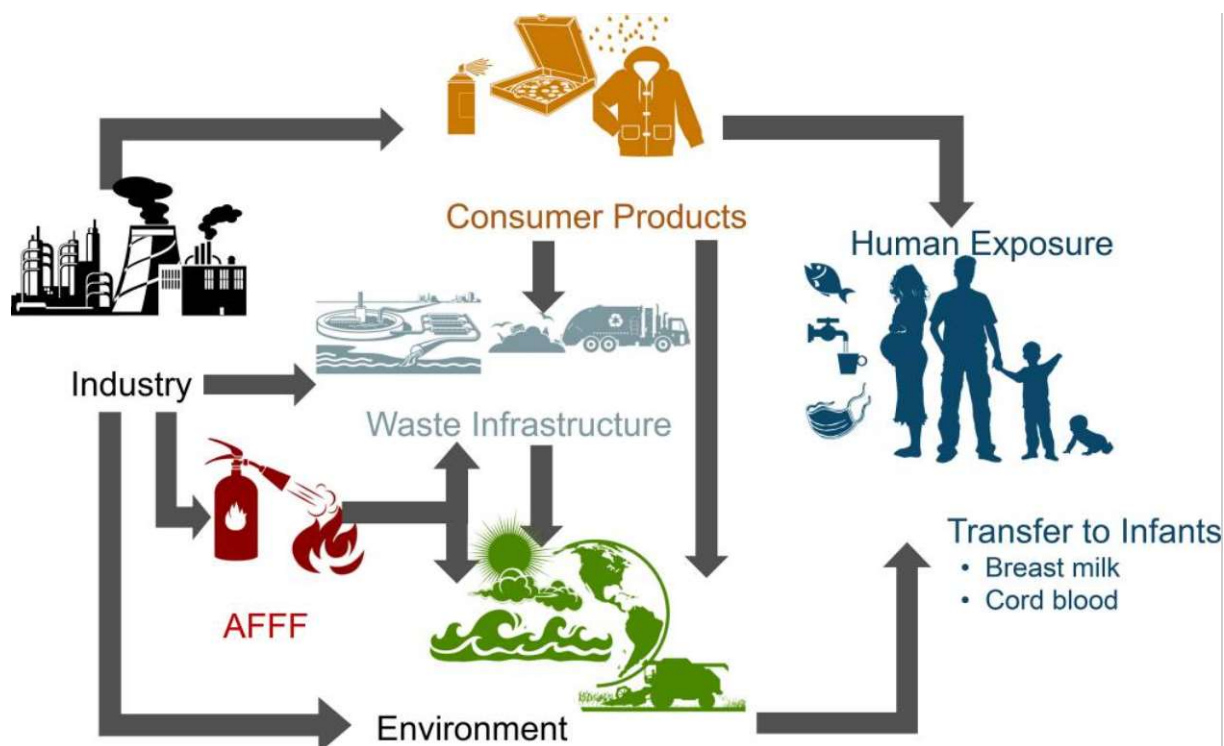 Consumer Products
Human Exposure
Industry
Waste Infrastructure
Transfer to Infants
• Breast milk
• Cord blood
AFFF
Environment